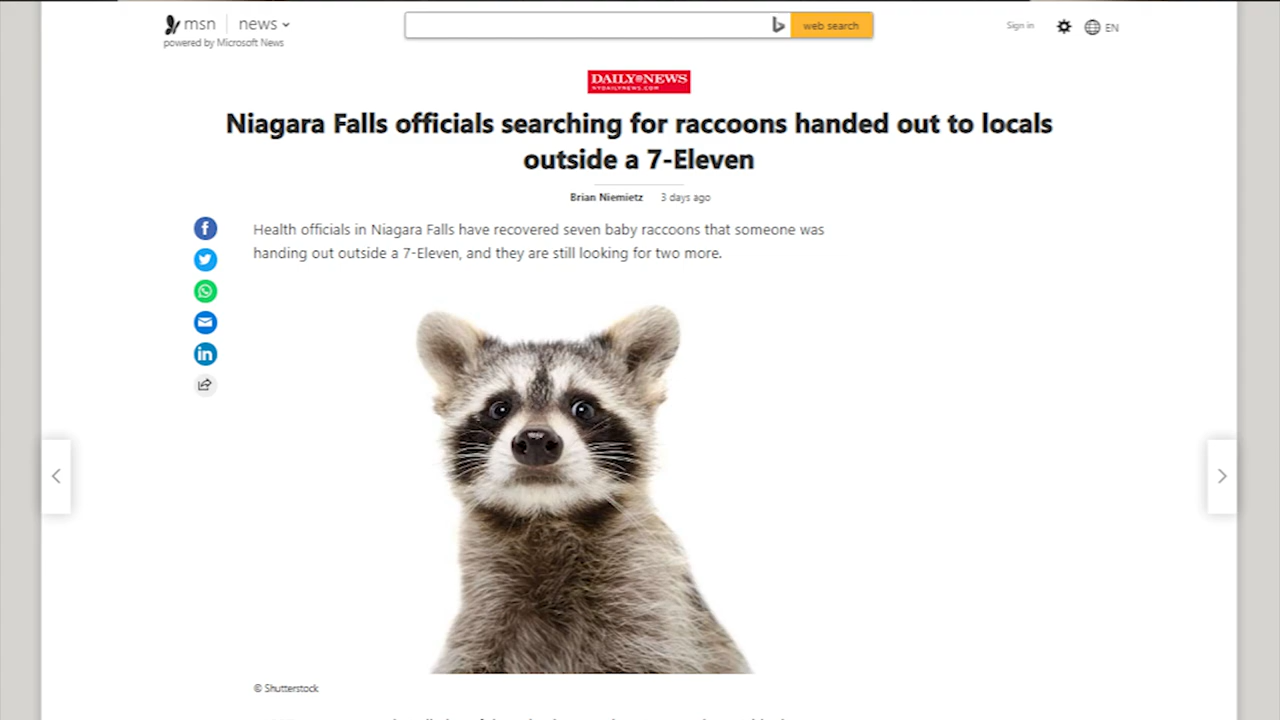 msn news
powered by Microsoft News
web search
Sign in
EN
DAILY NEWS
NYDAILYNEWS.COM
Niagara Falls officials searching for raccoons handed out to locals
outside a 7-Eleven
Brian Niemietz 3 days ago
Health officials in Niagara Falls have recovered seven baby raccoons that someone was
handing out outside a 7-Eleven, and they are still looking for two more.
© Shutterstock